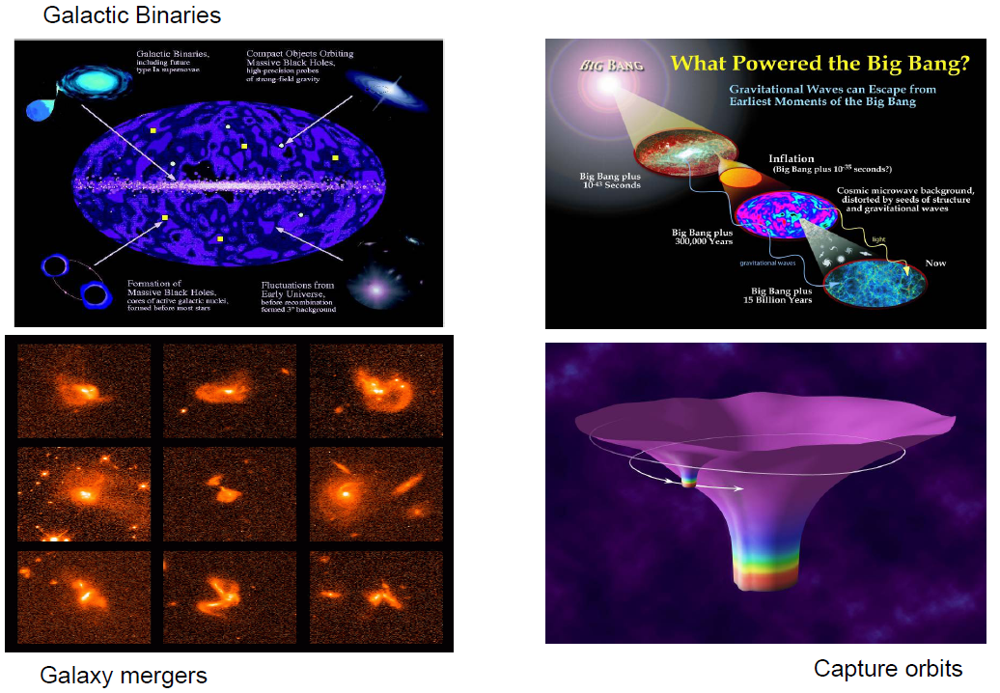 Galactic Binaries
Galactic Binaries,
including future
type Ia supernovae
Compact Objects Orbiting
Massive Black Holes,
high-precision probes
of strong-field gravity
Formation of
Massive Black Holes,
cores of active galactic nuclei,
formed before most stars
Fluctuations from
Early Universe,
before recombination
formed 3° background
BIG BANG
What Powered the Big Bang?
Gravitational Waves can Escape from
Earliest Moments of the Big Bang
Inflation
(Big Bang plus 10⁻³⁵ seconds?)
Big Bang plus
10⁻⁴³ Seconds
Cosmic microwave background,
distorted by seeds of structure
and gravitational waves
Big Bang plus
300,000 Years
light
gravitational waves
Now
Big Bang plus
15 Billion Years
Galaxy mergers
Capture orbits